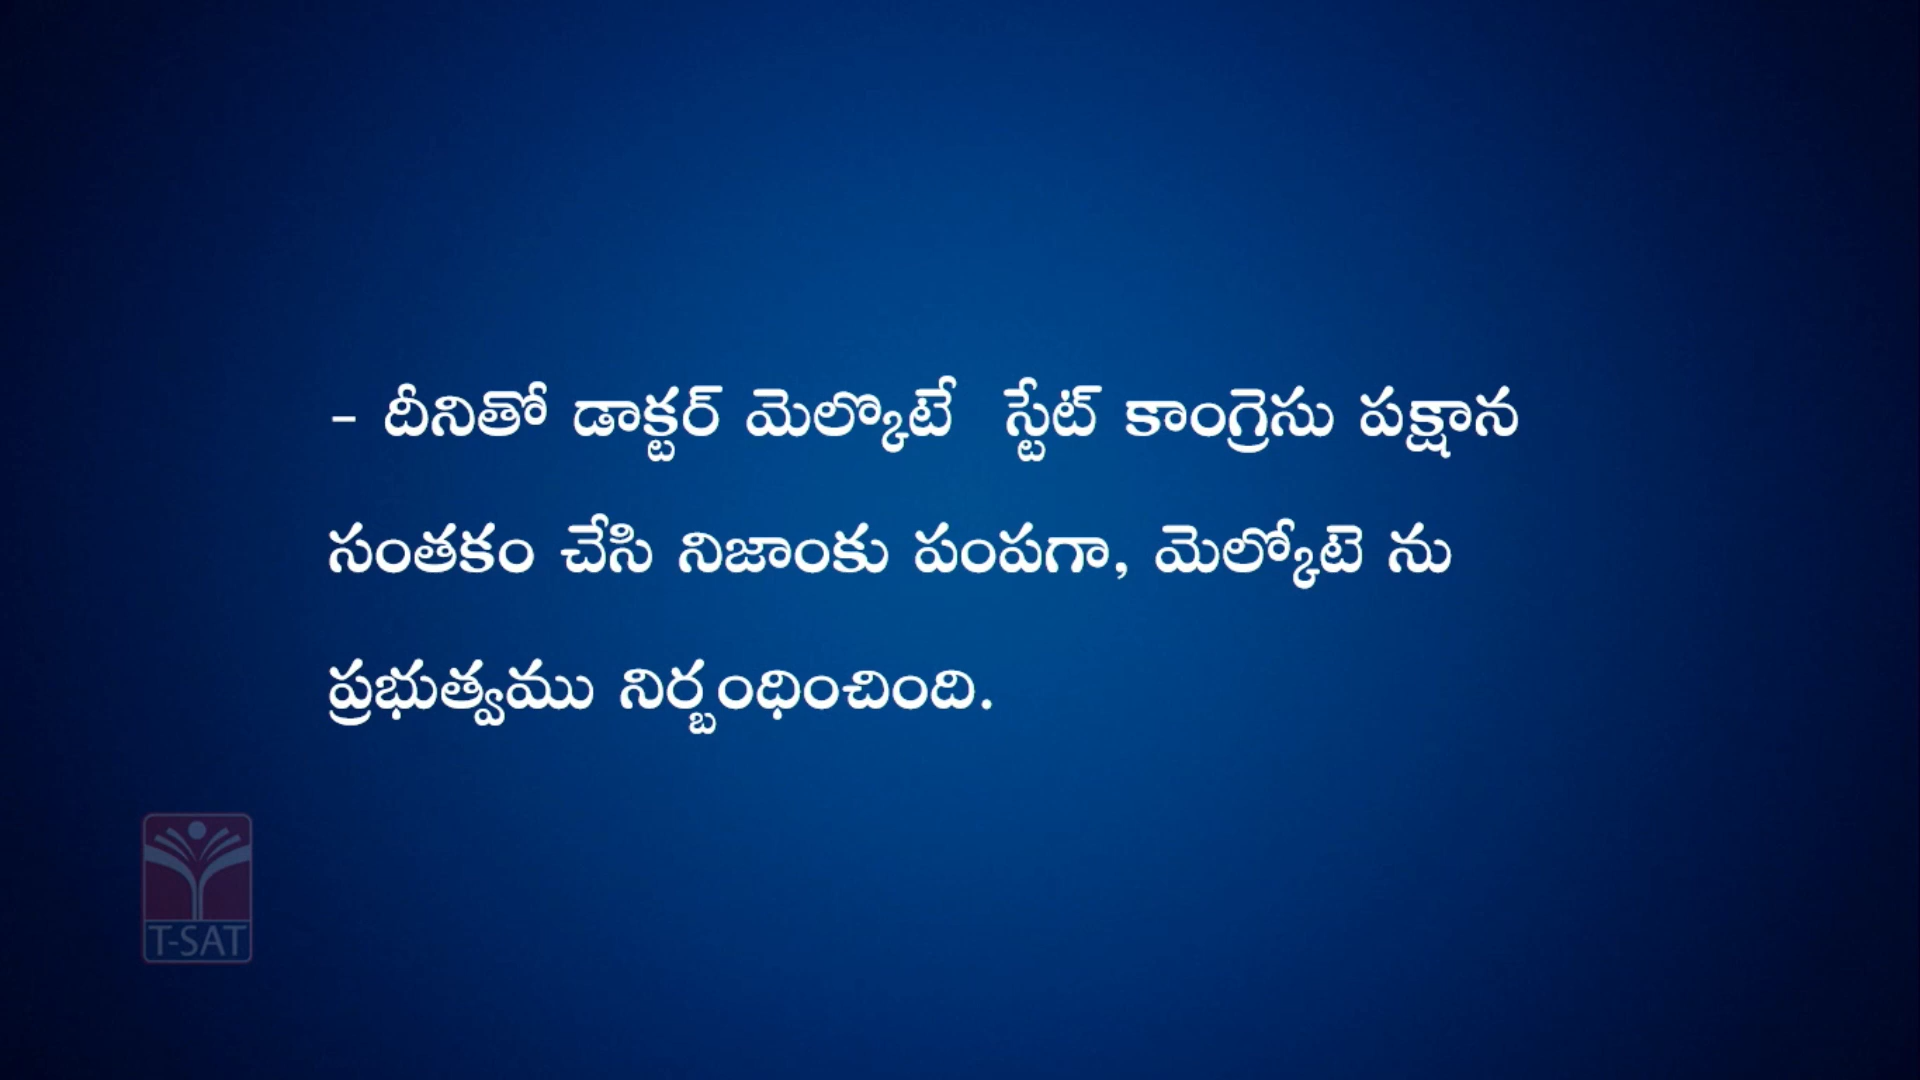 - దీనితో డాక్టర్ మెల్కొటే స్టేట్ కాంగ్రెసు పక్షాన
సంతకం చేసి నిజాంకు పంపగా, మెల్కోటె ను
ప్రభుత్వము నిర్బంధించింది.
T-SAT